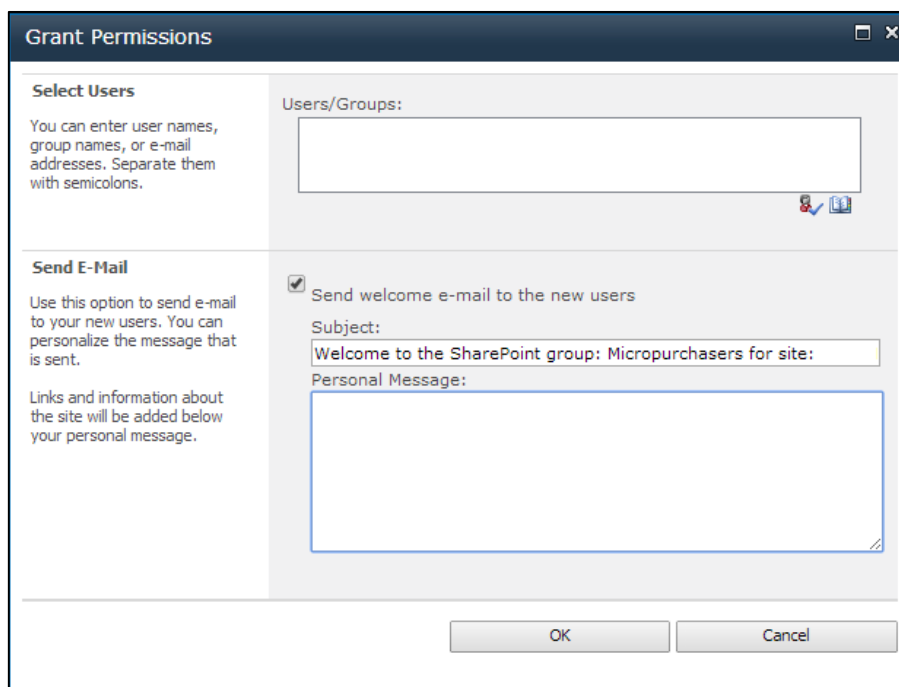 Grant Permissions
Select Users
You can enter user names,
group names, or e-mail
addresses. Separate them
with semicolons.
Users/Groups:
Send E-Mail
Use this option to send e-mail
to your new users. You can
personalize the message that
is sent.
Links and information about
the site will be added below
your personal message.
Send welcome e-mail to the new users
Subject:
Welcome to the SharePoint group: Micropurchasers for site:
Personal Message:
OK
Cancel